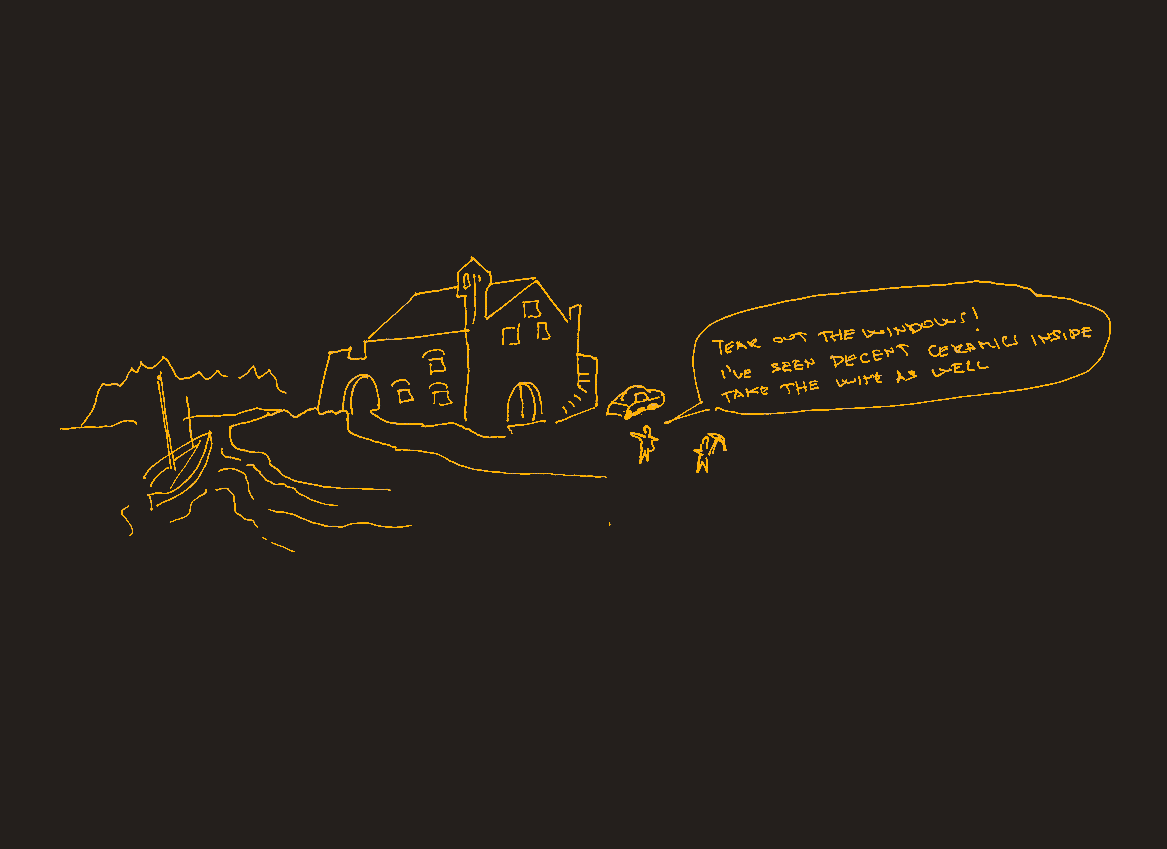 TEAR OUT THE WINDOWS!
I'VE SEEN DECENT CERAMICS INSIDE
TAKE THE WIRE AS WELL